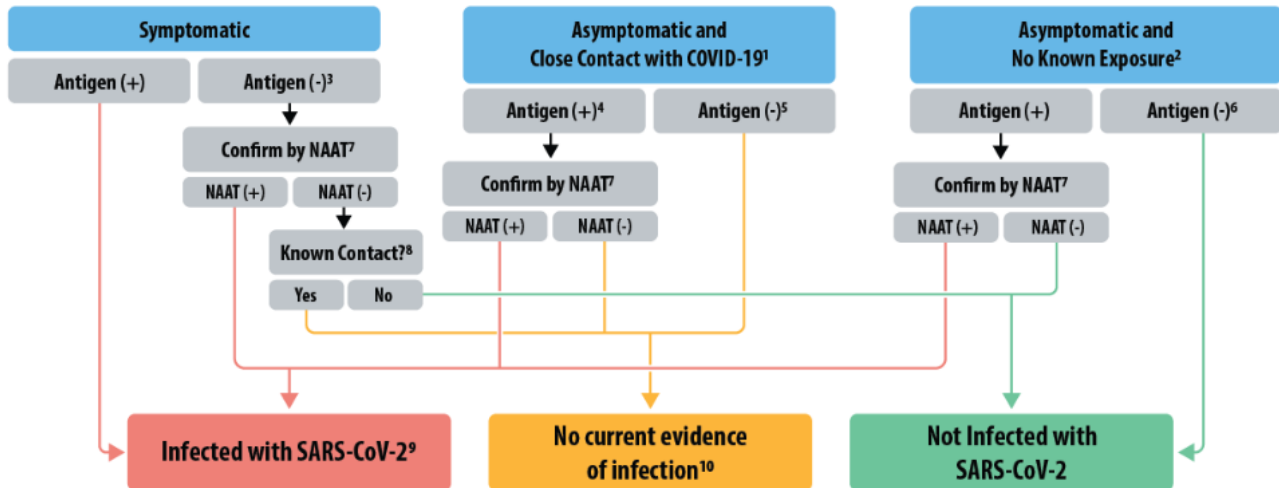 Symptomatic
Antigen (+)
Antigen (-)³
Confirm by NAAT⁷
NAAT (+)
NAAT (-)
Known Contact?⁸
Yes
No
Asymptomatic and
Close Contact with COVID-19¹
Antigen (+)⁴
Antigen (-)⁵
Confirm by NAAT⁷
NAAT (+)
NAAT (-)
Asymptomatic and
No Known Exposure²
Antigen (+)
Antigen (-)⁶
Confirm by NAAT⁷
NAAT (+)
NAAT (-)
Infected with SARS-CoV-2⁹
No current evidence
of infection¹⁰
Not Infected with
SARS-CoV-2